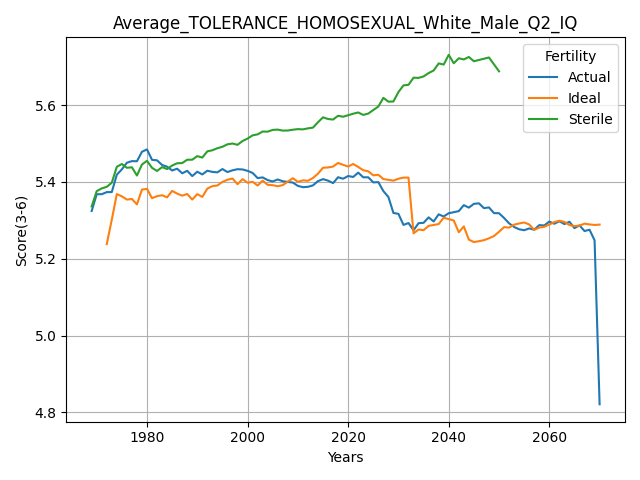 Average_TOLERANCE_HOMOSEXUAL_White_Male_Q2_IQ
Fertility
Actual
Ideal
Sterile
Score(3-6)
5.6
5.4
5.2
5.0
4.8
1980 2000 2020 2040 2060
Years